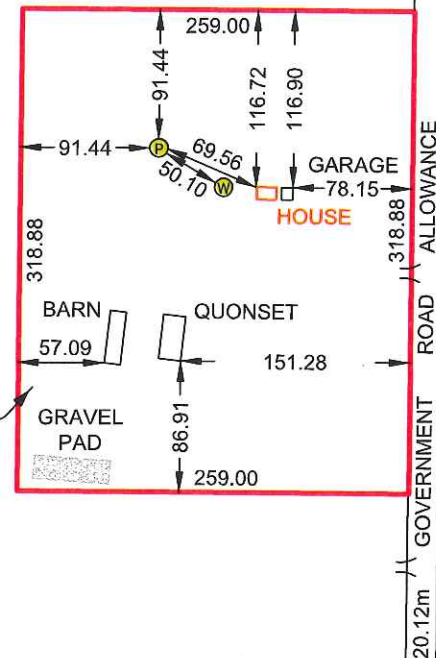 259.00
91.44
116.72
116.90
91.44
P
69.56
50.10
W
GARAGE
78.15
HOUSE
318.88
318.88
ROAD ALLOWANCE
BARN
QUONSET
57.09
151.28
86.91
GRAVEL
PAD
259.00
GOVERNMENT
20.12m